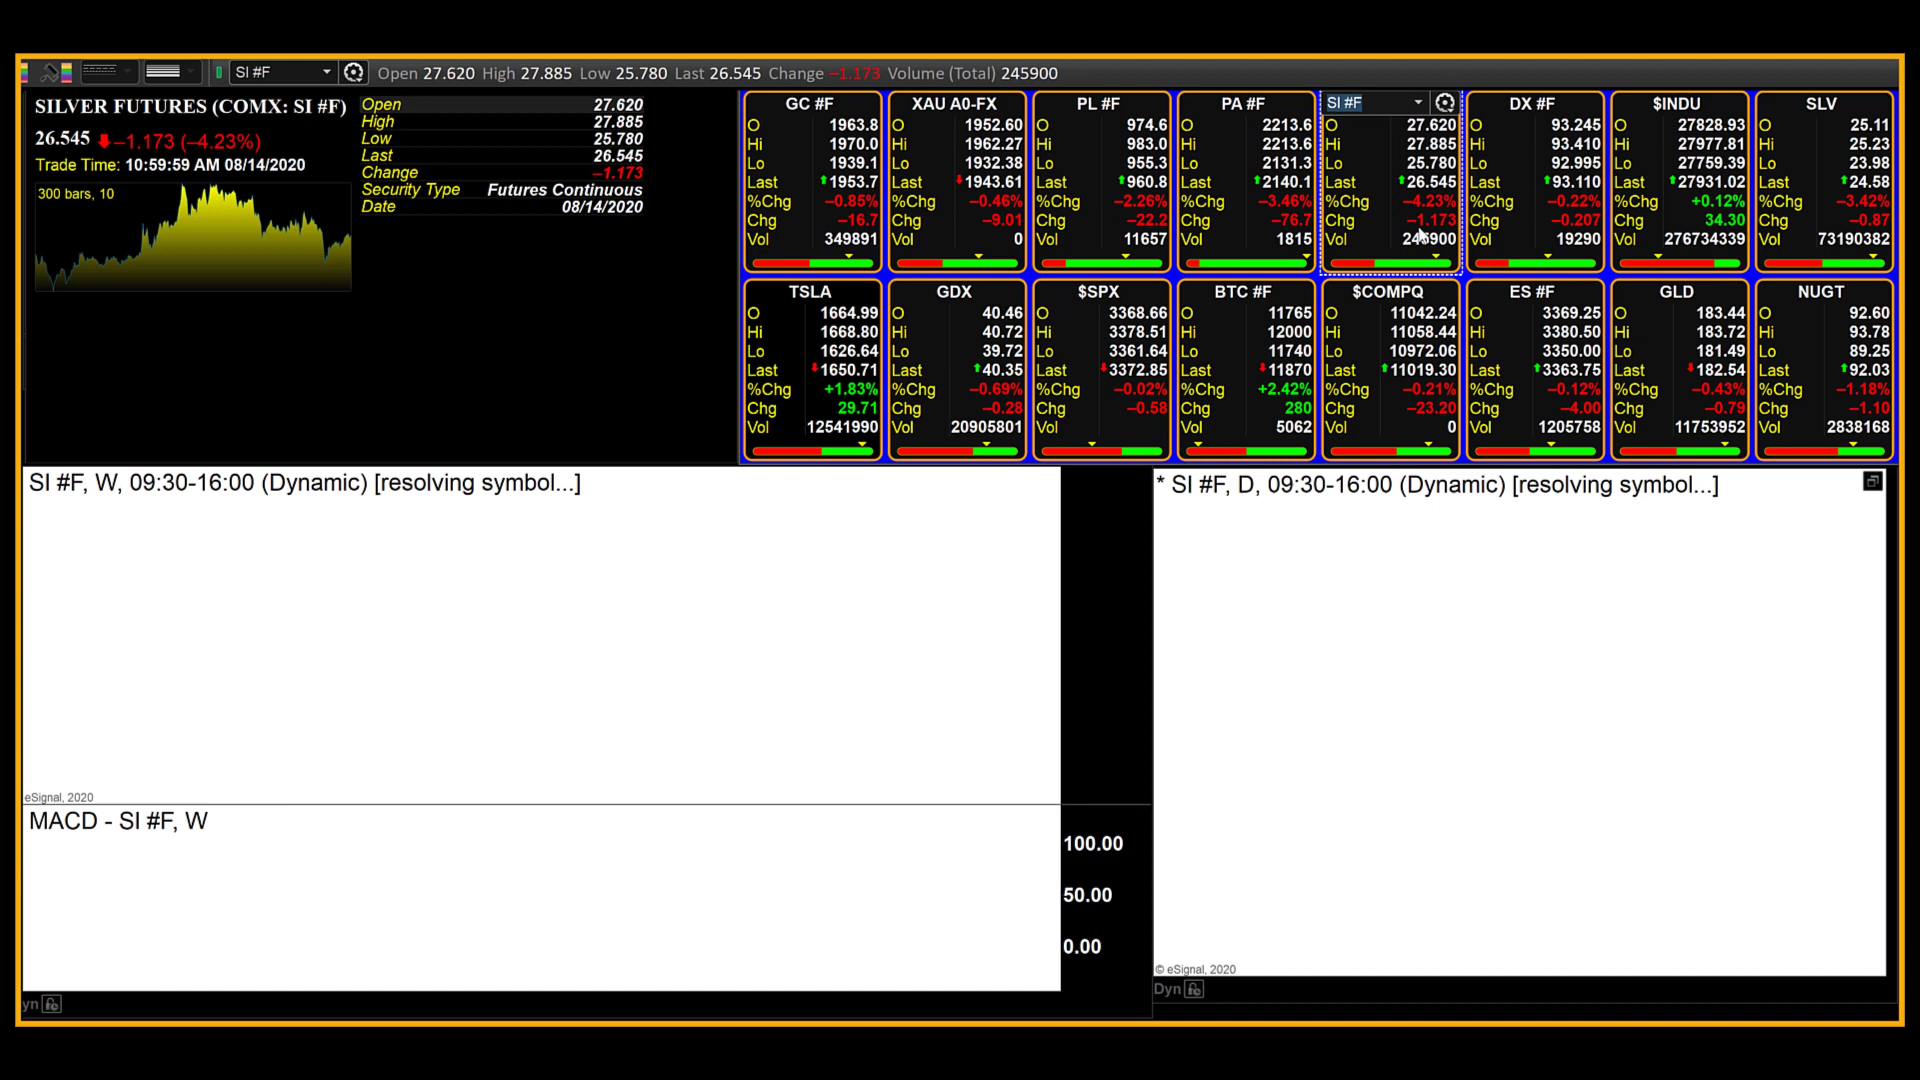 SI #F Open 27.620 High 27.885 Low 25.780 Last 26.545 Change –1.173 Volume (Total) 245900
SILVER FUTURES (COMX: SI #F)
26.545 –1.173 (–4.23%)
Trade Time: 10:59:59 AM 08/14/2020
300 bars, 10
Open 27.620
High 27.885
Low 25.780
Last 26.545
Change –1.173
Security Type Futures Continuous
Date 08/14/2020
GC #F
O 1963.8
Hi 1970.0
Lo 1939.1
Last 1953.7
%Chg –0.85%
Chg –16.7
Vol 349891
XAU A0-FX
O 1952.60
Hi 1962.27
Lo 1932.38
Last 1943.61
%Chg –0.46%
Chg –9.01
Vol 0
PL #F
O 974.6
Hi 983.0
Lo 955.3
Last 960.8
%Chg –2.26%
Chg –22.2
Vol 11657
PA #F
O 2213.6
Hi 2213.6
Lo 2131.3
Last 2140.1
%Chg –3.46%
Chg –76.7
Vol 1815
SI #F
O 27.620
Hi 27.885
Lo 25.780
Last 26.545
%Chg –4.23%
Chg –1.173
Vol 245900
DX #F
O 93.245
Hi 93.410
Lo 92.995
Last 93.110
%Chg –0.22%
Chg –0.207
Vol 19290
$INDU
O 27828.93
Hi 27977.81
Lo 27759.39
Last 27931.02
%Chg +0.12%
Chg 34.30
Vol 276734339
SLV
O 25.11
Hi 25.23
Lo 23.98
Last 24.58
%Chg –3.42%
Chg –0.87
Vol 73190382
TSLA
O 1664.99
Hi 1668.80
Lo 1626.64
Last 1650.71
%Chg +1.83%
Chg 29.71
Vol 12541990
GDX
O 40.46
Hi 40.72
Lo 39.72
Last 40.35
%Chg –0.69%
Chg –0.28
Vol 20905801
$SPX
O 3368.66
Hi 3378.51
Lo 3361.64
Last 3372.85
%Chg –0.02%
Chg –0.58
Vol
BTC #F
O 11765
Hi 12000
Lo 11740
Last 11870
%Chg +2.42%
Chg 280
Vol 5062
$COMPQ
O 11042.24
Hi 11058.44
Lo 10972.06
Last 11019.30
%Chg –0.21%
Chg –23.20
Vol 0
ES #F
O 3369.25
Hi 3380.50
Lo 3350.00
Last 3363.75
%Chg –0.12%
Chg –4.00
Vol 1205758
GLD
O 183.44
Hi 183.72
Lo 181.49
Last 182.54
%Chg –0.43%
Chg –0.79
Vol 11753952
NUGT
O 92.60
Hi 93.78
Lo 89.25
Last 92.03
%Chg –1.18%
Chg –1.10
Vol 2838168
SI #F, W, 09:30-16:00 (Dynamic) [resolving symbol...]
eSignal, 2020
MACD - SI #F, W
100.00
50.00
0.00
yn
* SI #F, D, 09:30-16:00 (Dynamic) [resolving symbol...]
© eSignal, 2020
Dyn